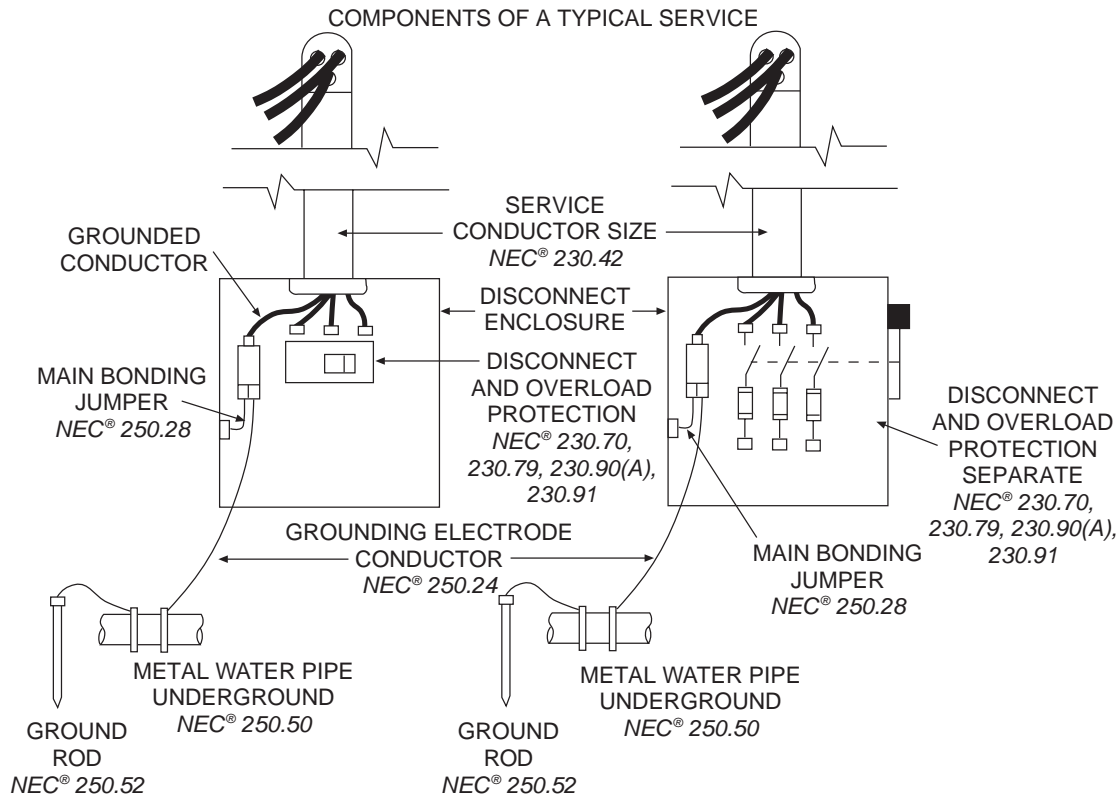 COMPONENTS OF A TYPICAL SERVICE
SERVICE
CONDUCTOR SIZE
NEC® 230.42
GROUNDED
CONDUCTOR
DISCONNECT
ENCLOSURE
MAIN BONDING
JUMPER
NEC® 250.28
DISCONNECT
AND OVERLOAD
PROTECTION
NEC® 230.70,
230.79, 230.90(A),
230.91
DISCONNECT
AND OVERLOAD
PROTECTION
SEPARATE
NEC® 230.70,
230.79, 230.90(A),
230.91
GROUNDING ELECTRODE
CONDUCTOR
NEC® 250.24
MAIN BONDING
JUMPER
NEC® 250.28
METAL WATER PIPE
UNDERGROUND
NEC® 250.50
GROUND
ROD
NEC® 250.52
METAL WATER PIPE
UNDERGROUND
NEC® 250.50
GROUND
ROD
NEC® 250.52